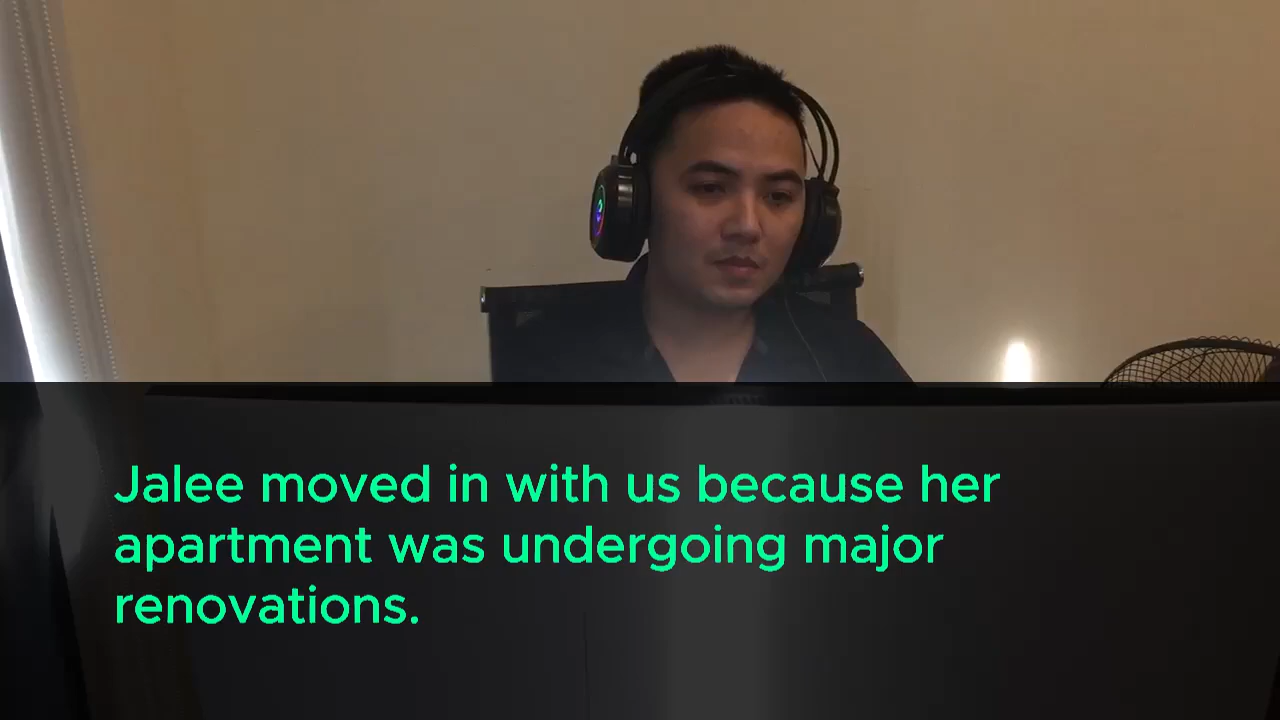 Jalee moved in with us because her
apartment was undergoing major
renovations.